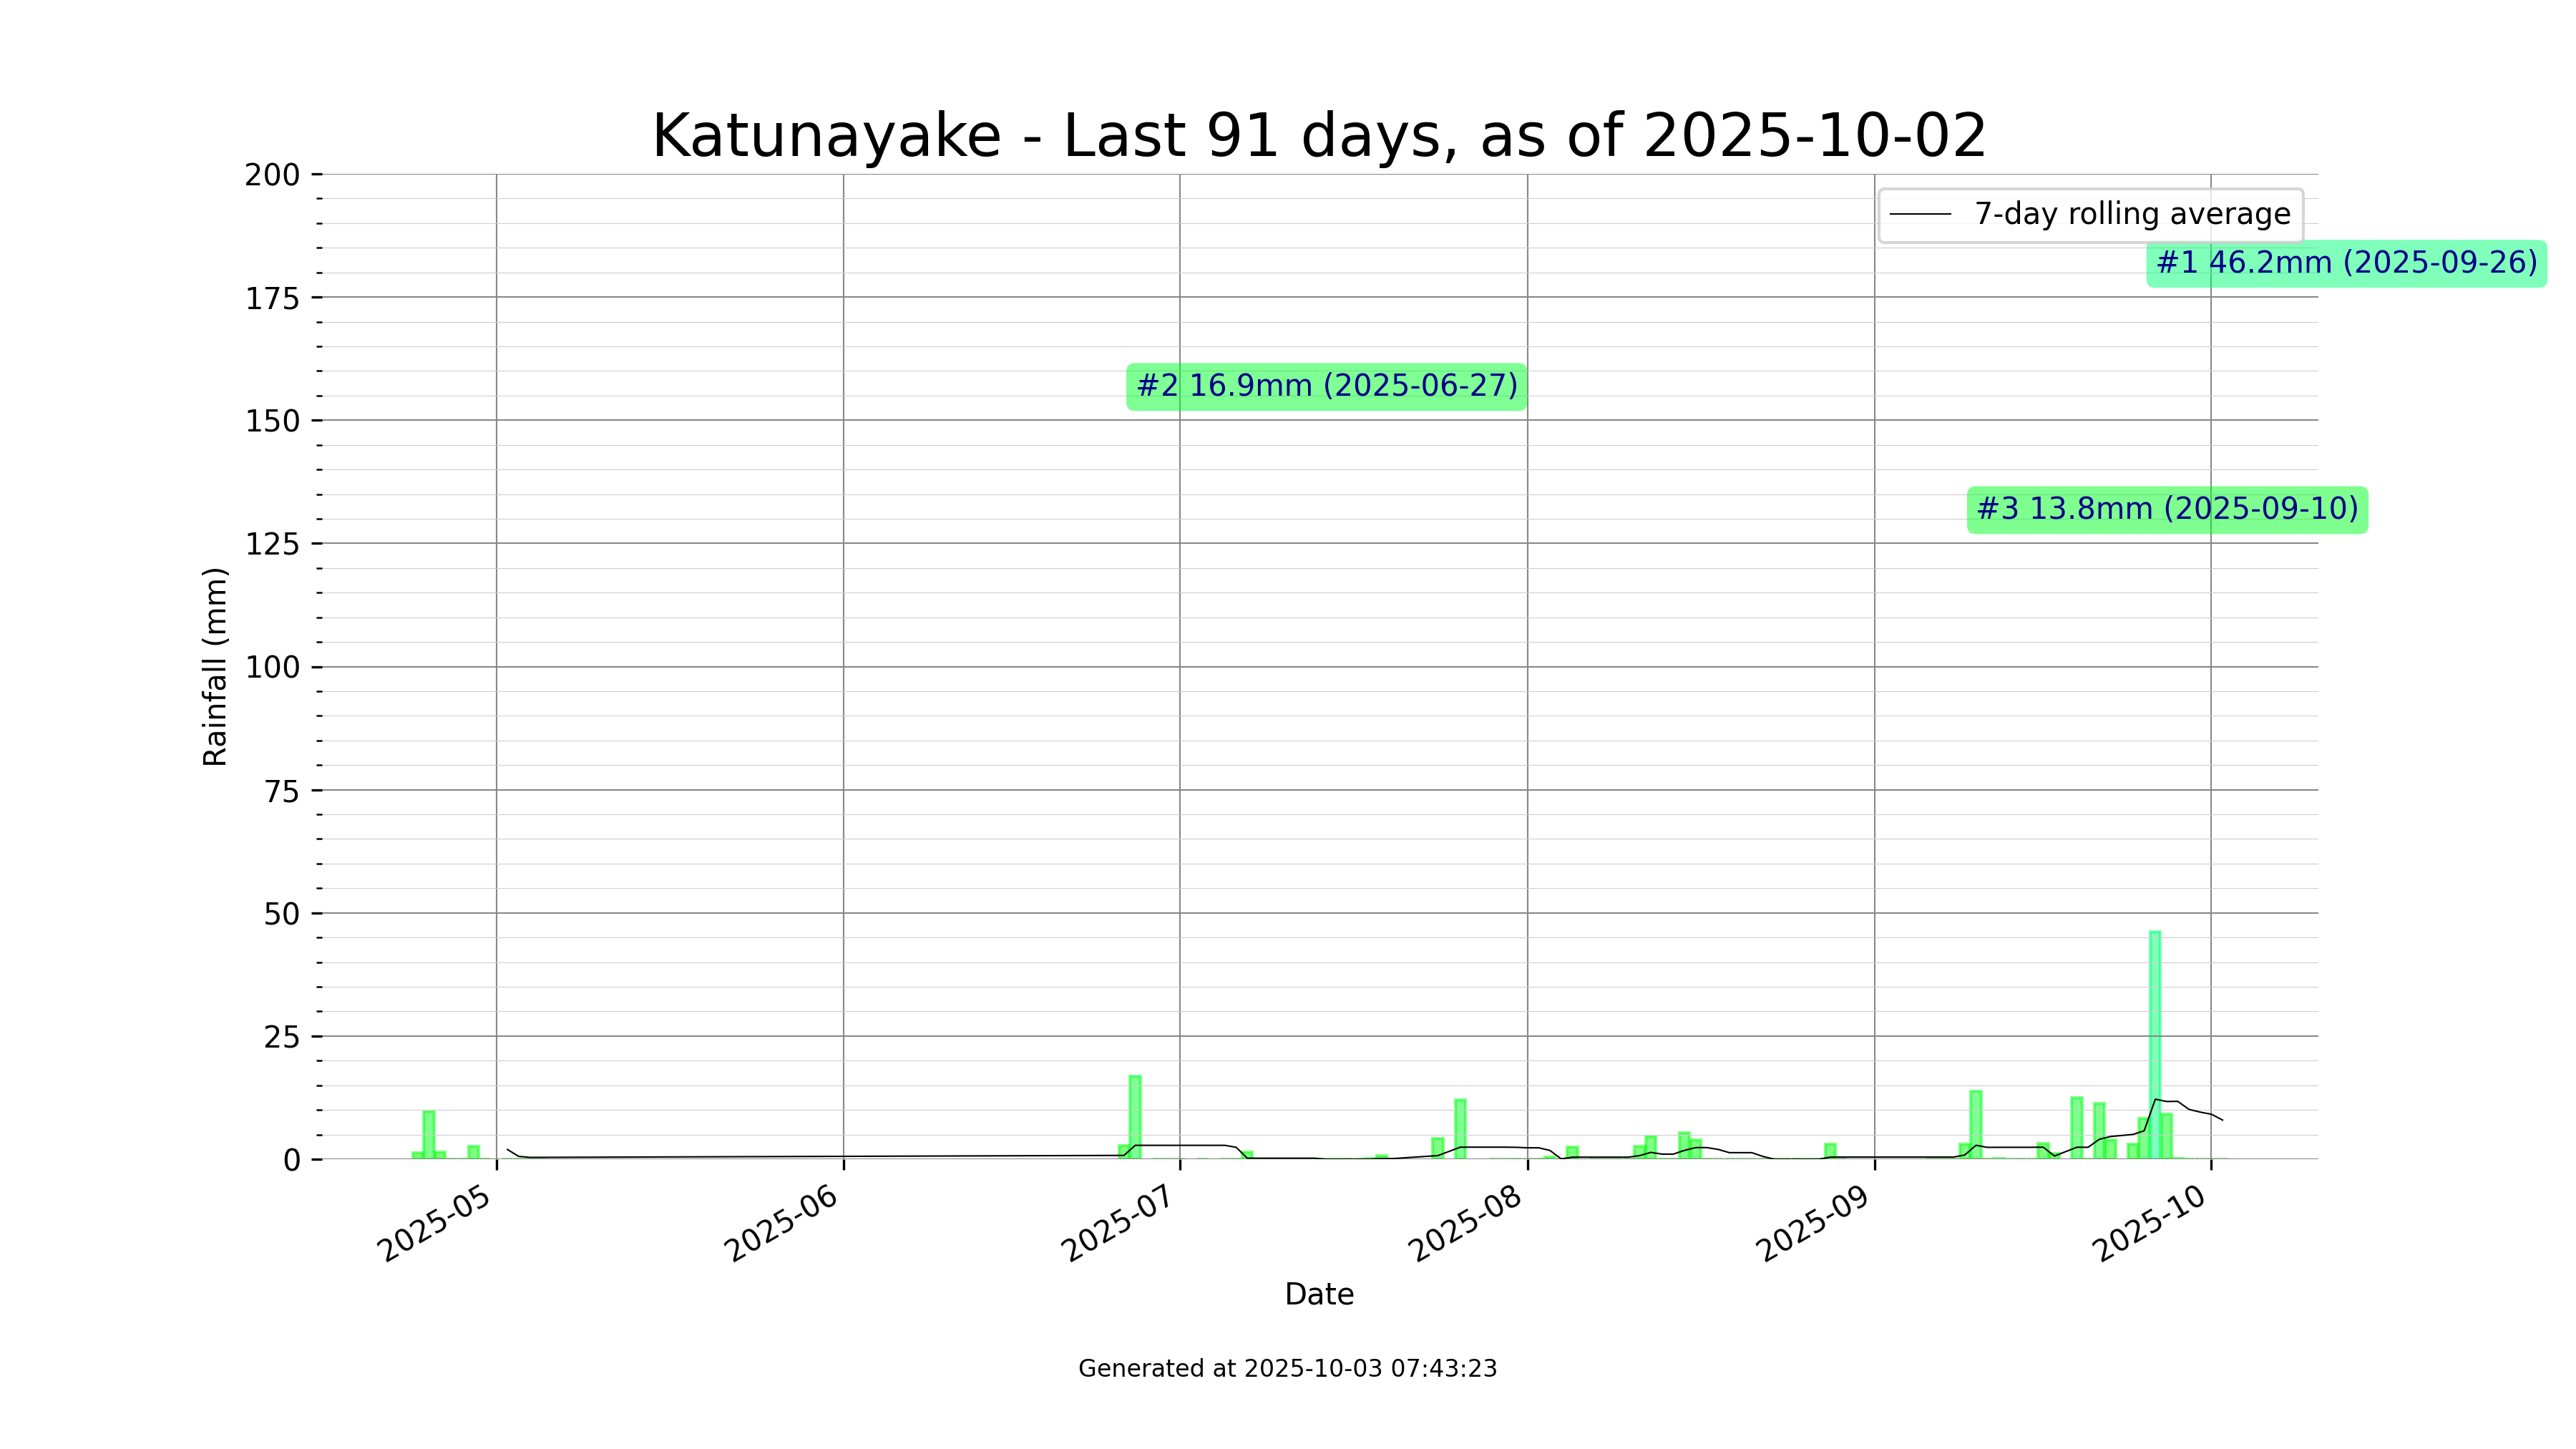 Katunayake - Last 91 days, as of 2025-10-02
7-day rolling average
#1 46.2mm (2025-09-26)
#2 16.9mm (2025-06-27)
#3 13.8mm (2025-09-10)
Rainfall (mm)
200
175
150
125
100
75
50
25
0
2025-05
2025-06
2025-07
2025-08
2025-09
2025-10
Date
Generated at 2025-10-03 07:43:23